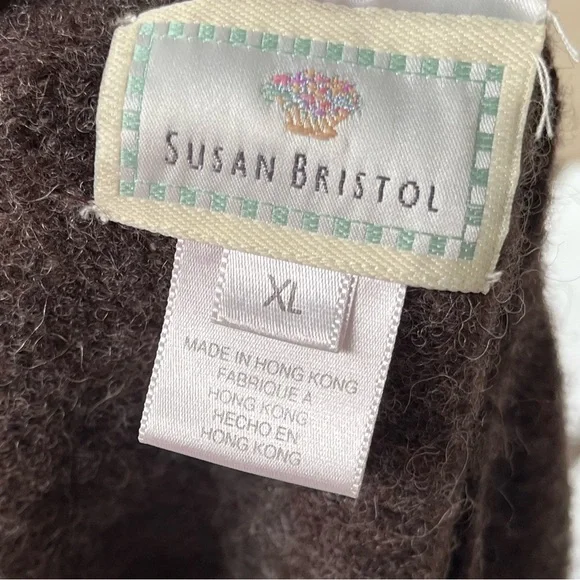 SUSAN BRISTOL
XL
MADE IN HONG KONG
FABRIQUE A
HONG KONG
HECHO EN
HONG KONG